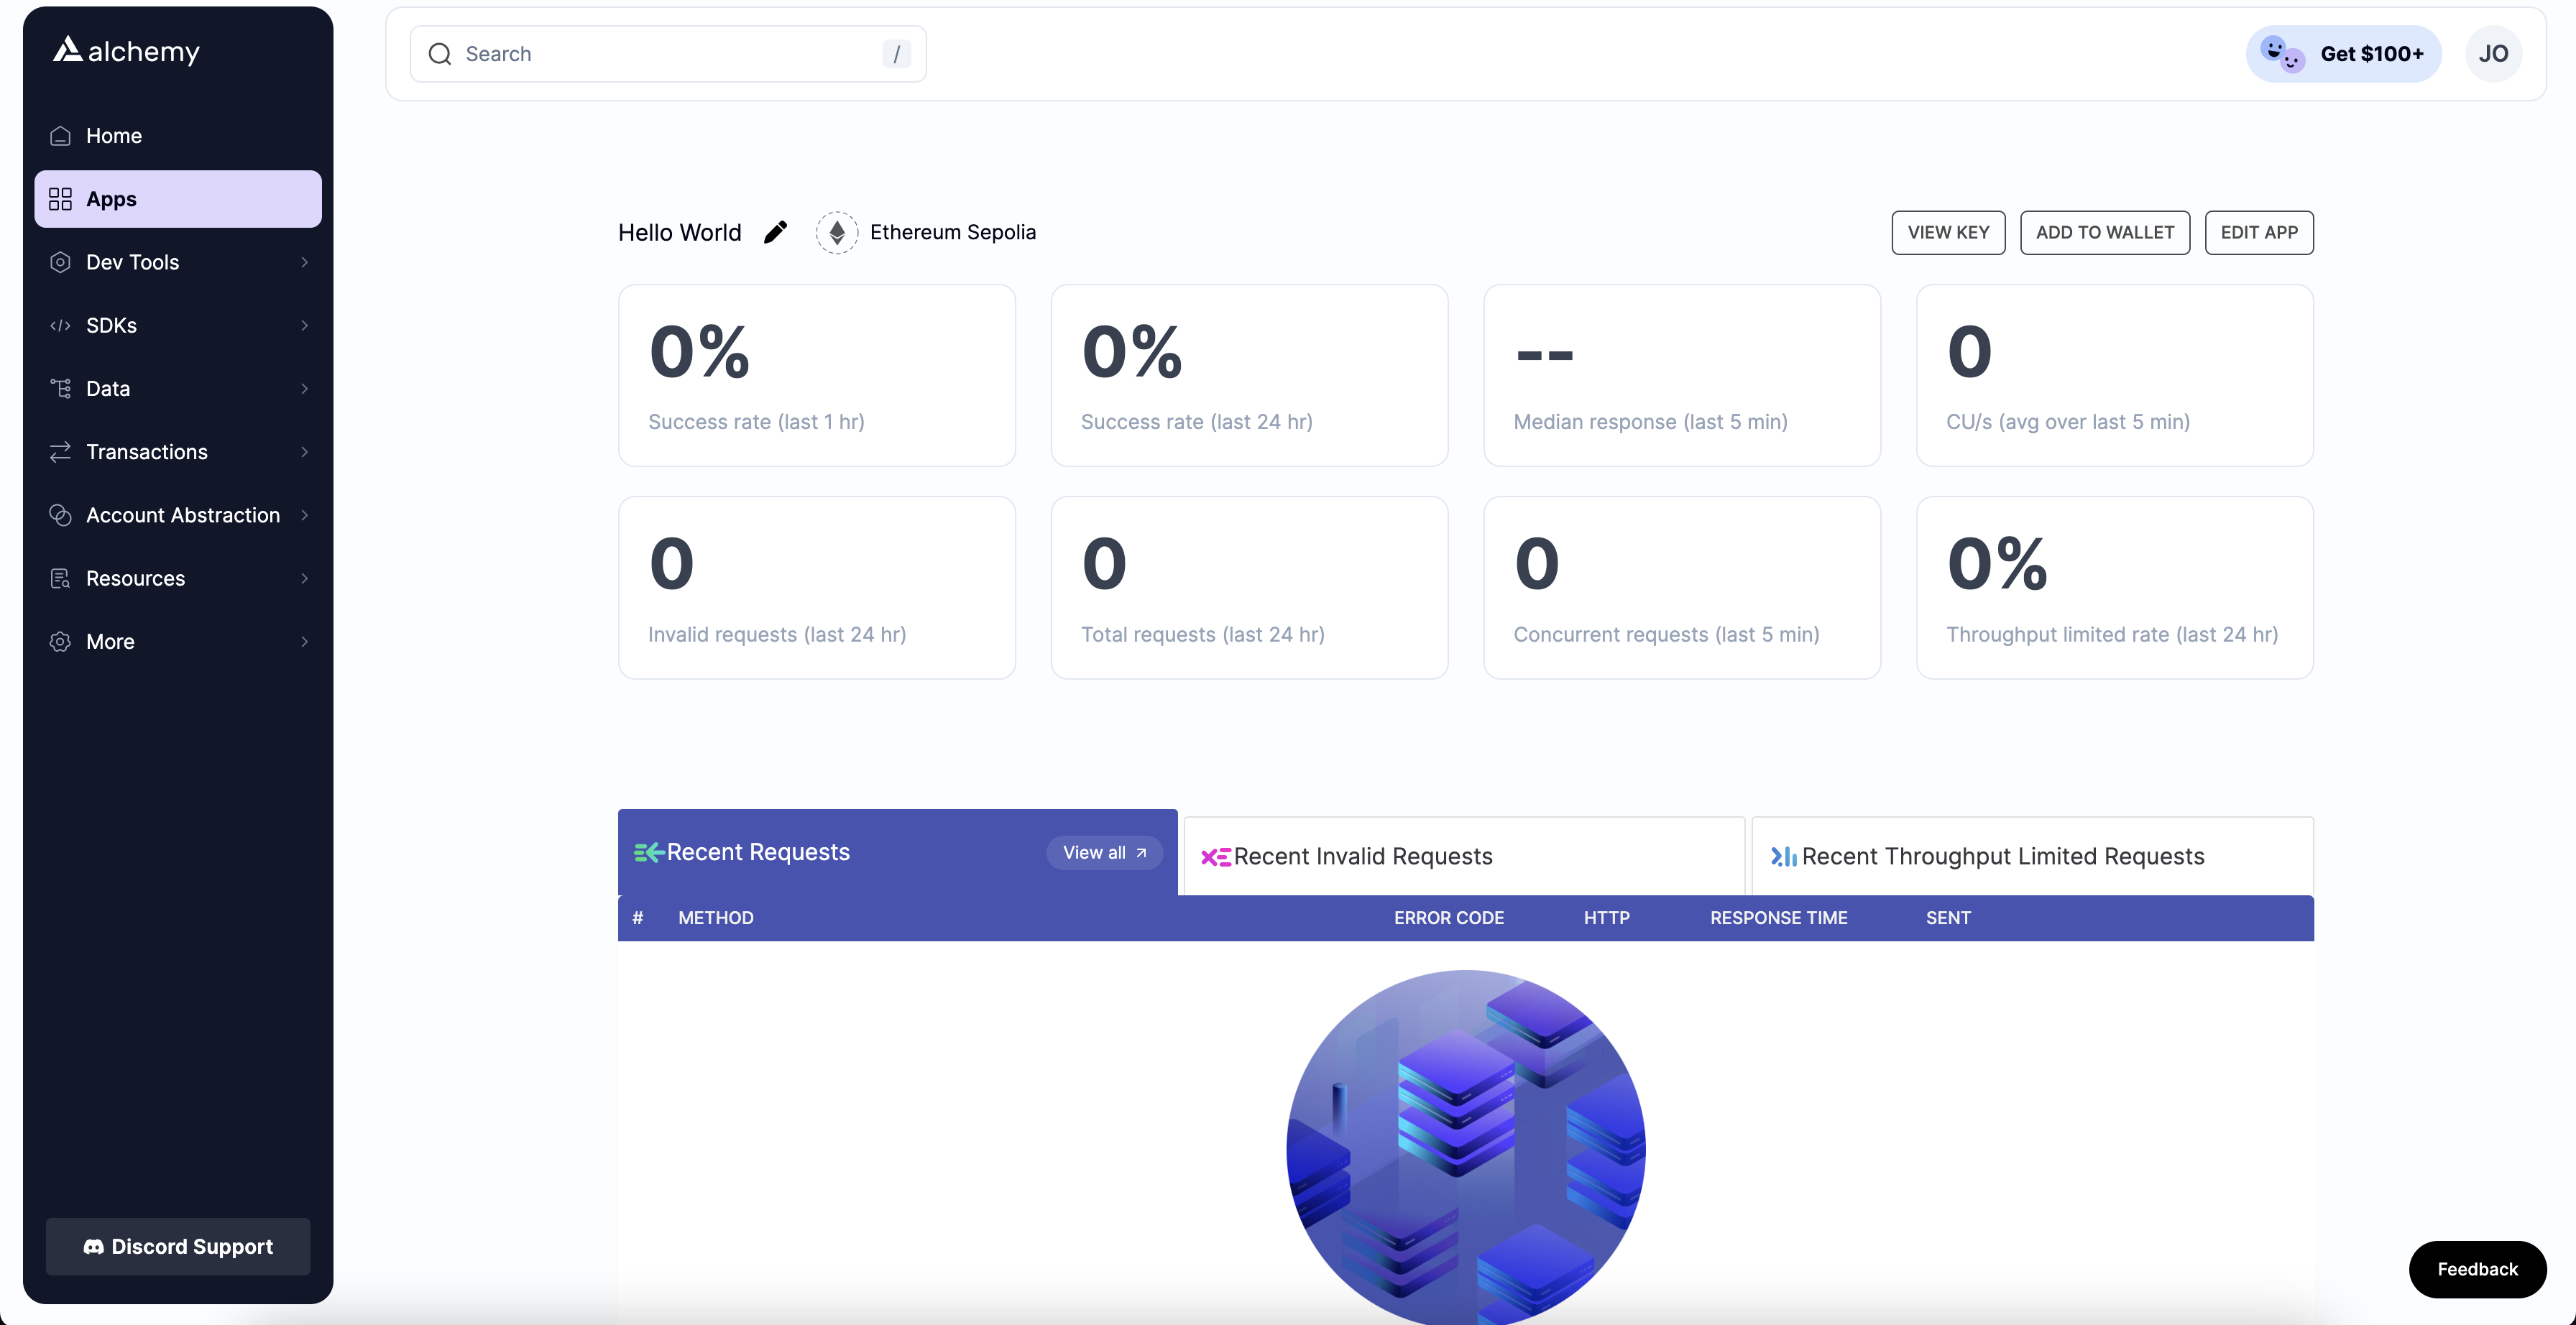 alchemy
Home
Apps
Dev Tools
SDKs
Data
Transactions
Account Abstraction
Resources
More
Discord Support
Search /
Get $100+
JO
Hello World
Ethereum Sepolia
VIEW KEY
ADD TO WALLET
EDIT APP
0%
Success rate (last 1 hr)
0%
Success rate (last 24 hr)
--
Median response (last 5 min)
0
CU/s (avg over last 5 min)
0
Invalid requests (last 24 hr)
0
Total requests (last 24 hr)
0
Concurrent requests (last 5 min)
0%
Throughput limited rate (last 24 hr)
Recent Requests
View all
Recent Invalid Requests
Recent Throughput Limited Requests
# METHOD ERROR CODE HTTP RESPONSE TIME SENT
Feedback